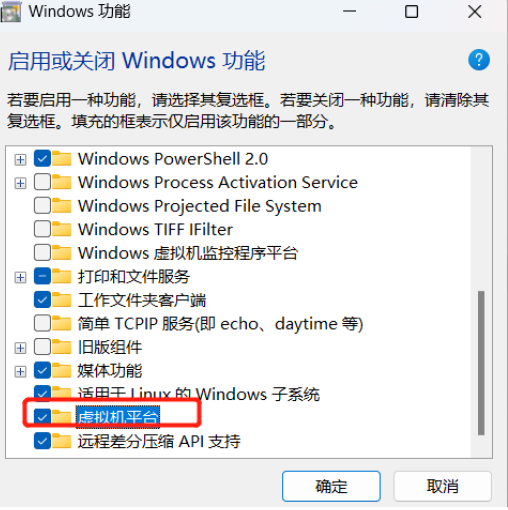 Windows 功能
启用或关闭 Windows 功能
?
若要启用一种功能，请选择其复选框。若要关闭一种功能，请清除其
复选框。填充的框表示仅启用该功能的一部分。
Windows PowerShell 2.0
Windows Process Activation Service
Windows Projected File System
Windows TIFF IFilter
Windows 虚拟机监控程序平台
打印和文件服务
工作文件夹客户端
简单 TCPIP 服务(即 echo、daytime 等)
旧版组件
媒体功能
适用于 Linux 的 Windows 子系统
虚拟机平台
远程差分压缩 API 支持
确定 取消